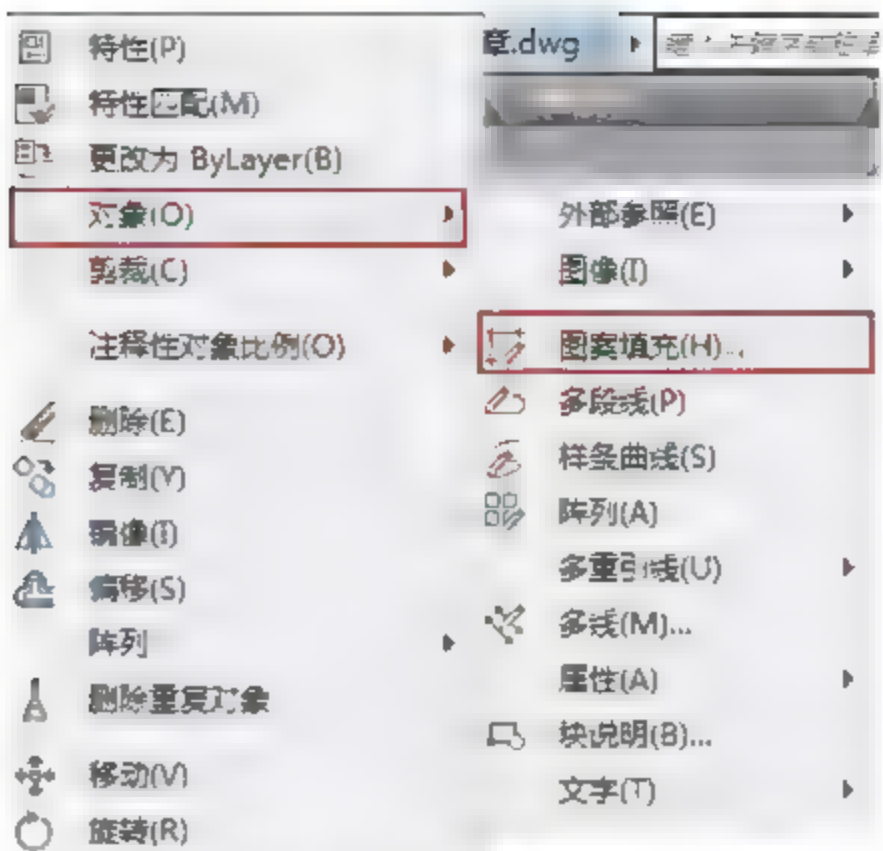 特性(P)
特性匹配(M)
更改为 ByLayer(B)
对象(O)
剪裁(C)
注释性对象比例(O)
删除(E)
复制(Y)
镜像(I)
偏移(S)
阵列
删除重复对象
移动(V)
旋转(R)
章.dwg
外部参照(E)
图像(I)
图案填充(H)...
多段线(P)
样条曲线(S)
阵列(A)
多重引线(U)
多线(M)...
属性(A)
块说明(B)...
文字(T)